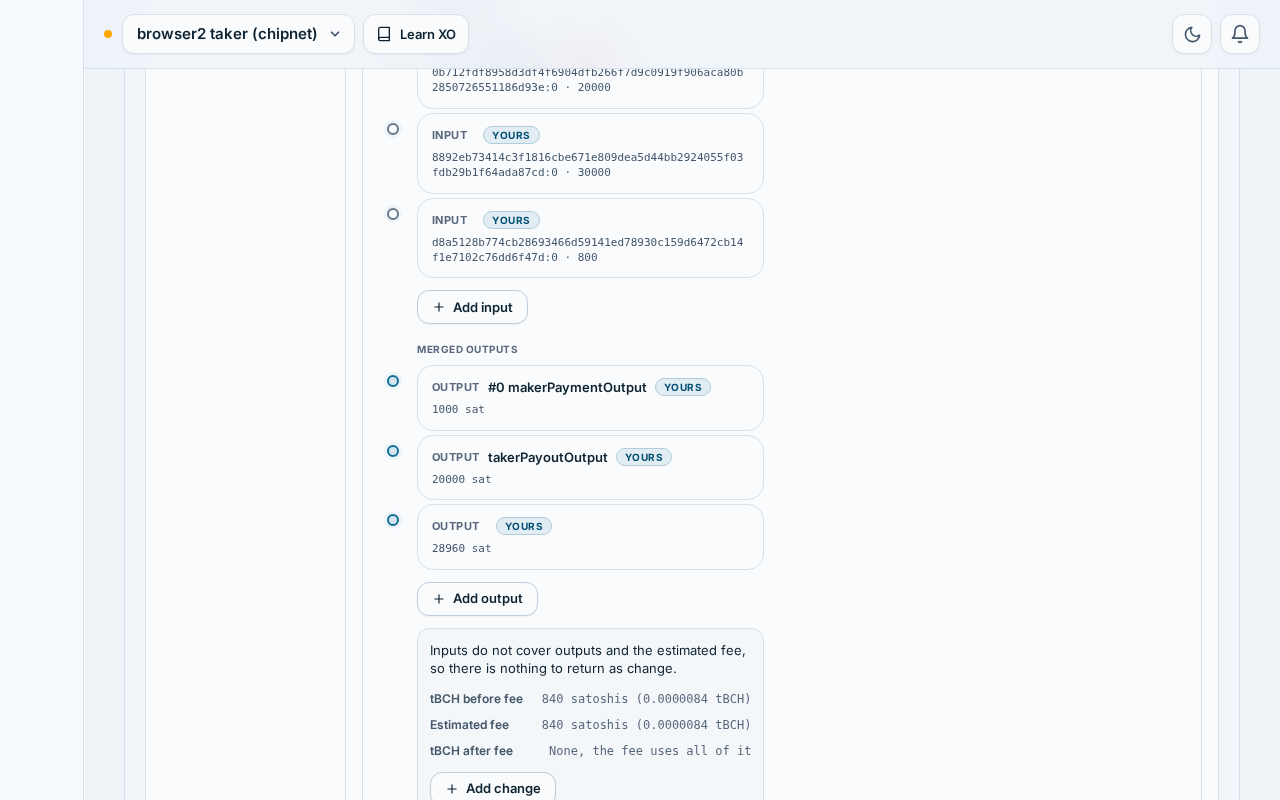 browser2 taker (chipnet)
Learn XO
0b712fdf8958d3df4f6904dfb266f7d9c0919f906aca80b
2850726551186d93e:0 · 20000
INPUT YOURS
8892eb73414c3f1816cbe671e809dea5d44bb2924055f03
fdb29b1f64ada87cd:0 · 30000
INPUT YOURS
d8a5128b774cb28693466d59141ed78930c159d6472cb14
f1e7102c76dd6f47d:0 · 800
Add input
MERGED OUTPUTS
OUTPUT #0 makerPaymentOutput YOURS
1000 sat
OUTPUT takerPayoutOutput YOURS
20000 sat
OUTPUT YOURS
28960 sat
Add output
Inputs do not cover outputs and the estimated fee,
so there is nothing to return as change.
tBCH before fee 840 satoshis (0.0000084 tBCH)
Estimated fee 840 satoshis (0.0000084 tBCH)
tBCH after fee None, the fee uses all of it
Add change